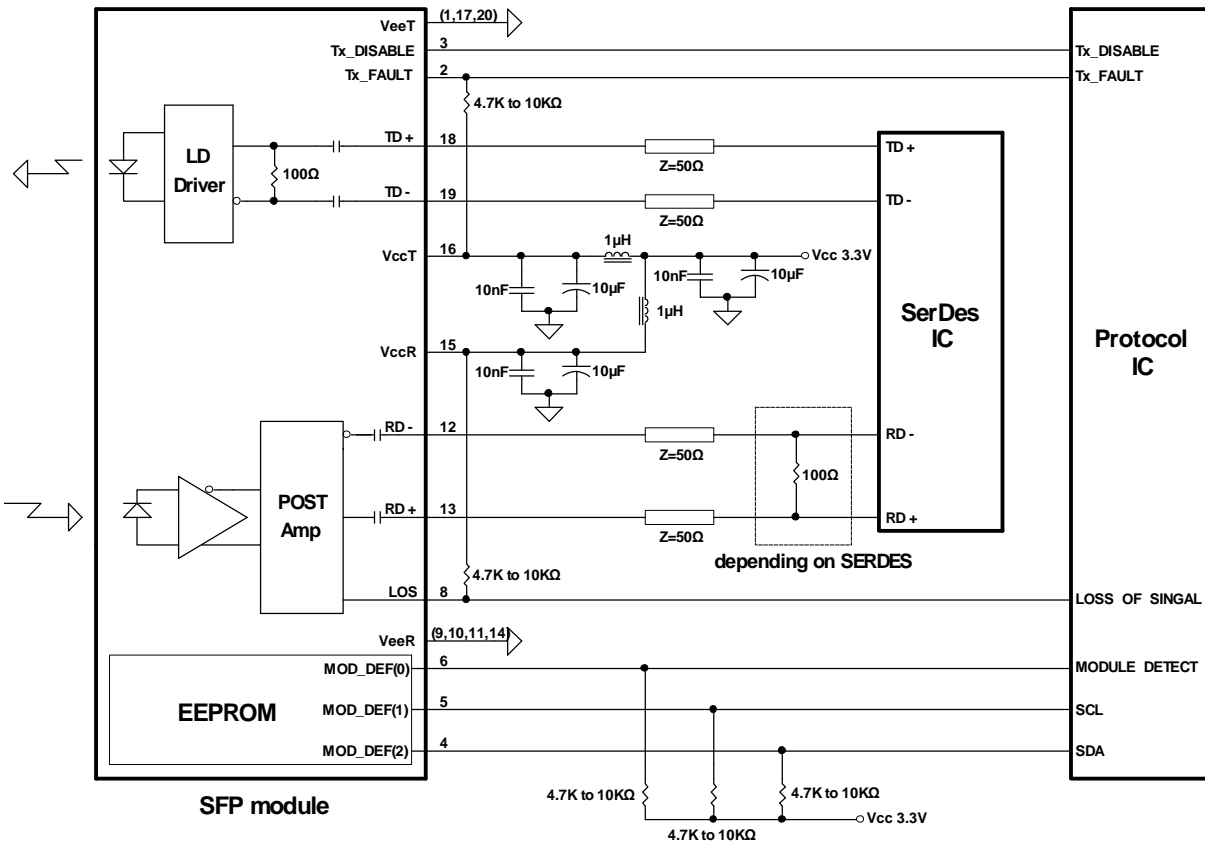 VeeT (1,17,20)
Tx_DISABLE 3 Tx_DISABLE
Tx_FAULT 2 Tx_FAULT
4.7K to 10KΩ
LD
Driver
100Ω
TD+ 18 Z=50Ω TD+
TD- 19 Z=50Ω TD-
VccT 16 1µH Vcc 3.3V
10nF 10µF 10nF 10µF
1µH
SerDes
IC
Protocol
IC
VccR 15
10nF 10µF
RD- 12 Z=50Ω RD-
100Ω
POST
Amp
RD+ 13 Z=50Ω RD+
depending on SERDES
4.7K to 10KΩ
LOS 8 LOSS OF SINGAL
VeeR (9,10,11,14)
EEPROM
MOD_DEF(0) 6 MODULE DETECT
MOD_DEF(1) 5 SCL
MOD_DEF(2) 4 SDA
4.7K to 10KΩ 4.7K to 10KΩ
SFP module
Vcc 3.3V
4.7K to 10KΩ